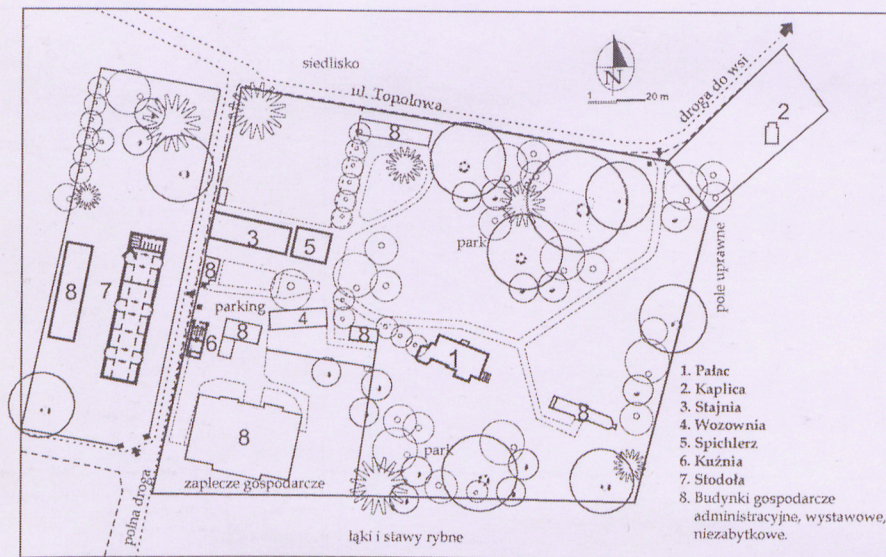 siedlisko
ul. Topolowa
N
1 20 m
droga do wsi
2
8
3
5
park
pole uprawne
8
7
8
parking
4
6
8
8
1
8
8
park
zaplecze gospodarcze
polna droga
łąki i stawy rybne
1. Pałac
2. Kaplica
3. Stajnia
4. Wozownia
5. Spichlerz
6. Kuźnia
7. Stodoła
8. Budynki gospodarcze
administracyjne, wystawowe,
niezabytkowe.